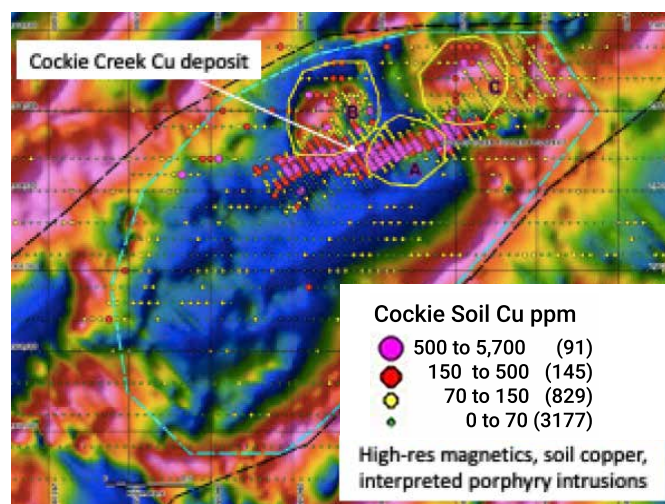 Cockie Creek Cu deposit
B
C
A
Cockie Soil Cu ppm
500 to 5,700 (91)
150 to 500 (145)
70 to 150 (829)
0 to 70 (3177)
High-res magnetics, soil copper,
interpreted porphyry intrusions